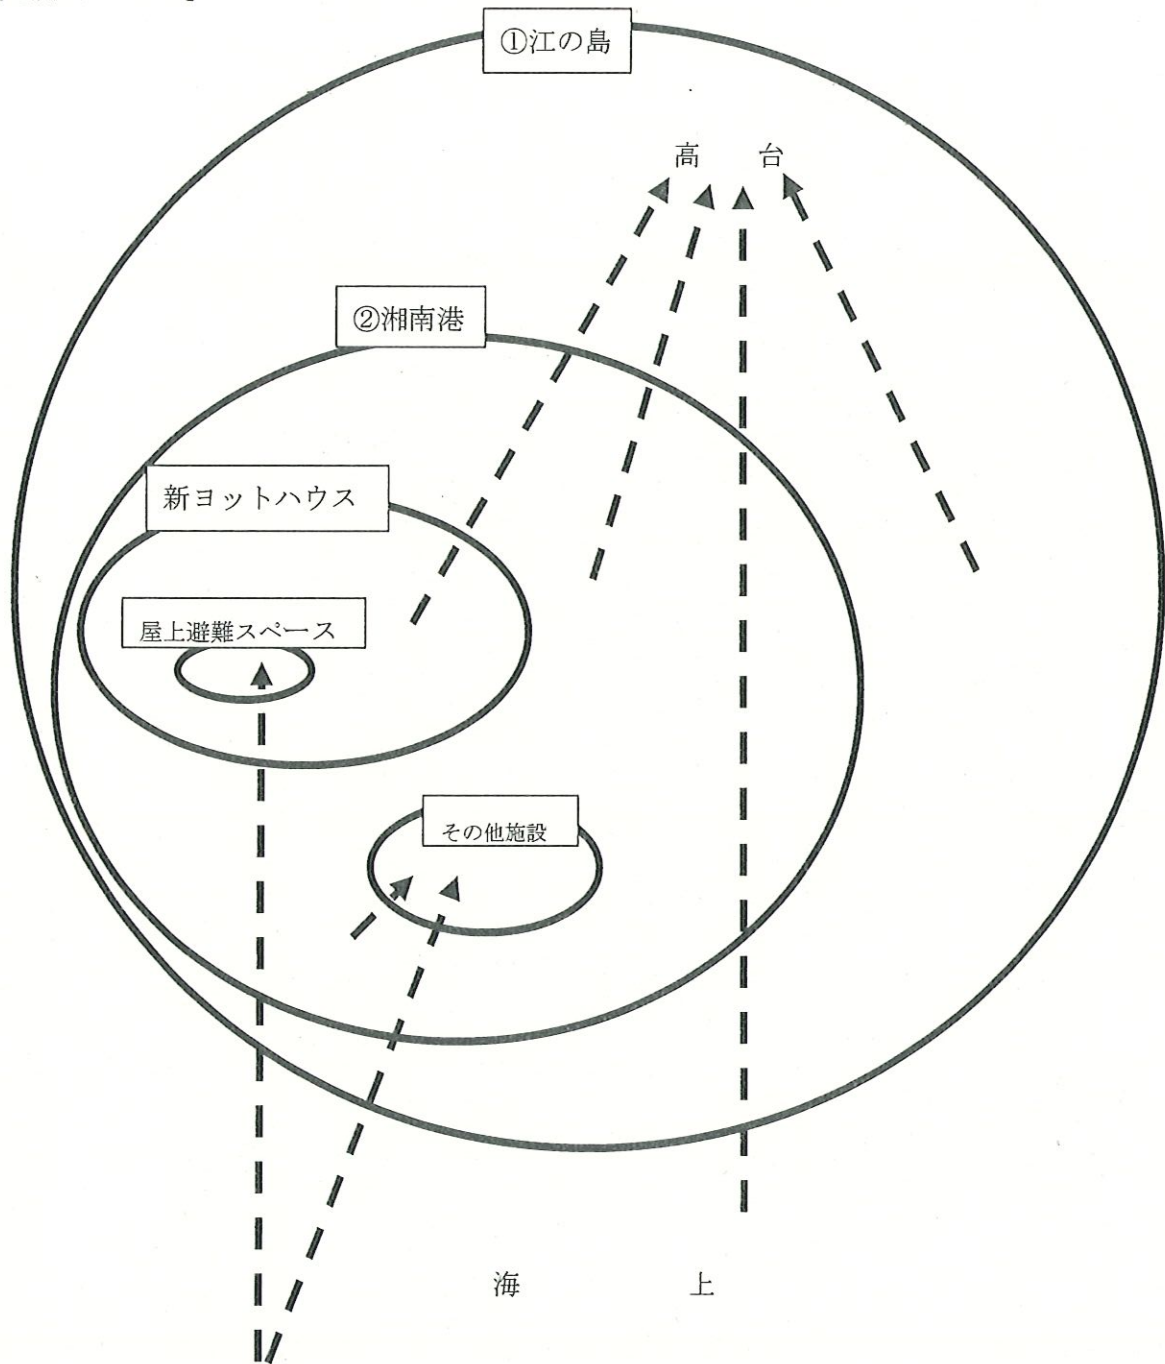 ①江の島
高 台
②湘南港
新ヨットハウス
屋上避難スペース
その他施設
海 上